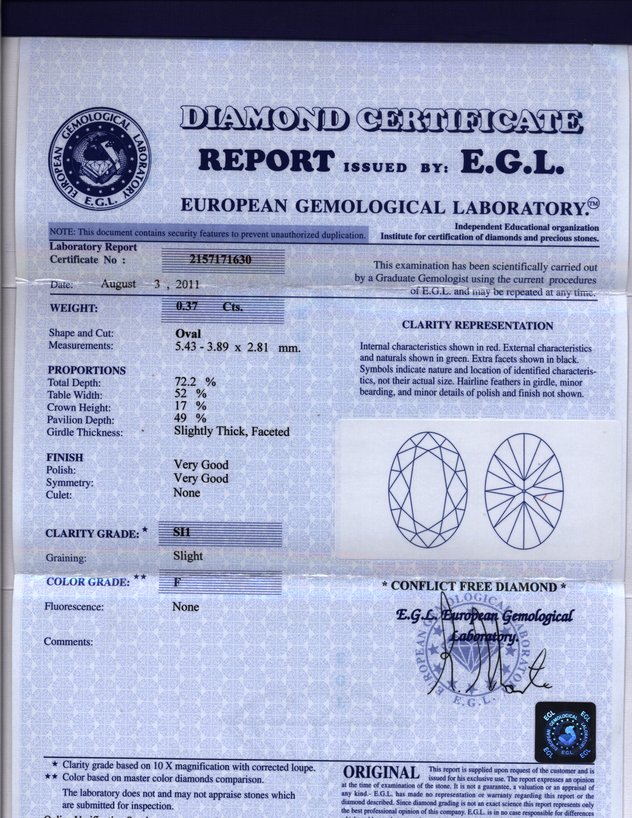 DIAMOND CERTIFICATE
REPORT ISSUED BY: E.G.L.
EUROPEAN GEMOLOGICAL LABORATORY.™
EUROPEAN GEMOLOGICAL LABORATORY
E.G.L.
NOTE: This document contains security features to prevent unauthorized duplication.
Independent Educational organization
Institute for certification of diamonds and precious stones.
Laboratory Report
Certificate No : 2157171630
Date: August 3 , 2011
This examination has been scientifically carried out
by a Graduate Gemologist using the current procedures
of E.G.L. and may be repeated at any time.
WEIGHT: 0.37 Cts.
Shape and Cut: Oval
Measurements: 5.43 - 3.89 x 2.81 mm.
PROPORTIONS
Total Depth: 72.2 %
Table Width: 52 %
Crown Height: 17 %
Pavilion Depth: 49 %
Girdle Thickness: Slightly Thick, Faceted
FINISH
Polish: Very Good
Symmetry: Very Good
Culet: None
CLARITY GRADE: * SI1
Graining: Slight
COLOR GRADE: ** F
Fluorescence: None
Comments:
CLARITY REPRESENTATION
Internal characteristics shown in red. External characteristics
and naturals shown in green. Extra facets shown in black.
Symbols indicate nature and location of identified characteris-
tics, not their actual size. Hairline feathers in girdle, minor
bearding, and minor details of polish and finish not shown.
* CONFLICT FREE DIAMOND *
E.G.L. European Gemological
Laboratory.
EUROPEAN GEMOLOGICAL LABORATORY
E.G.L.
EGL EGL
EGL EGL
* Clarity grade based on 10 X magnification with corrected loupe.
** Color based on master color diamonds comparison.
The laboratory does not and may not appraise stones which
are submitted for inspection.
ORIGINAL This report is supplied upon request of the customer and is
issued for his exclusive use. The report expresses an opinion
at the time of examination of the stone. It is not a guarantee, a valuation or an appraisal of
any kind.- E.G.L. has made no representation or warranty regarding this report or the
diamond described. Since diamond grading is not an exact science this report represents only
the best professional opinion of this company. E.G.L. is in no case responsible for differences